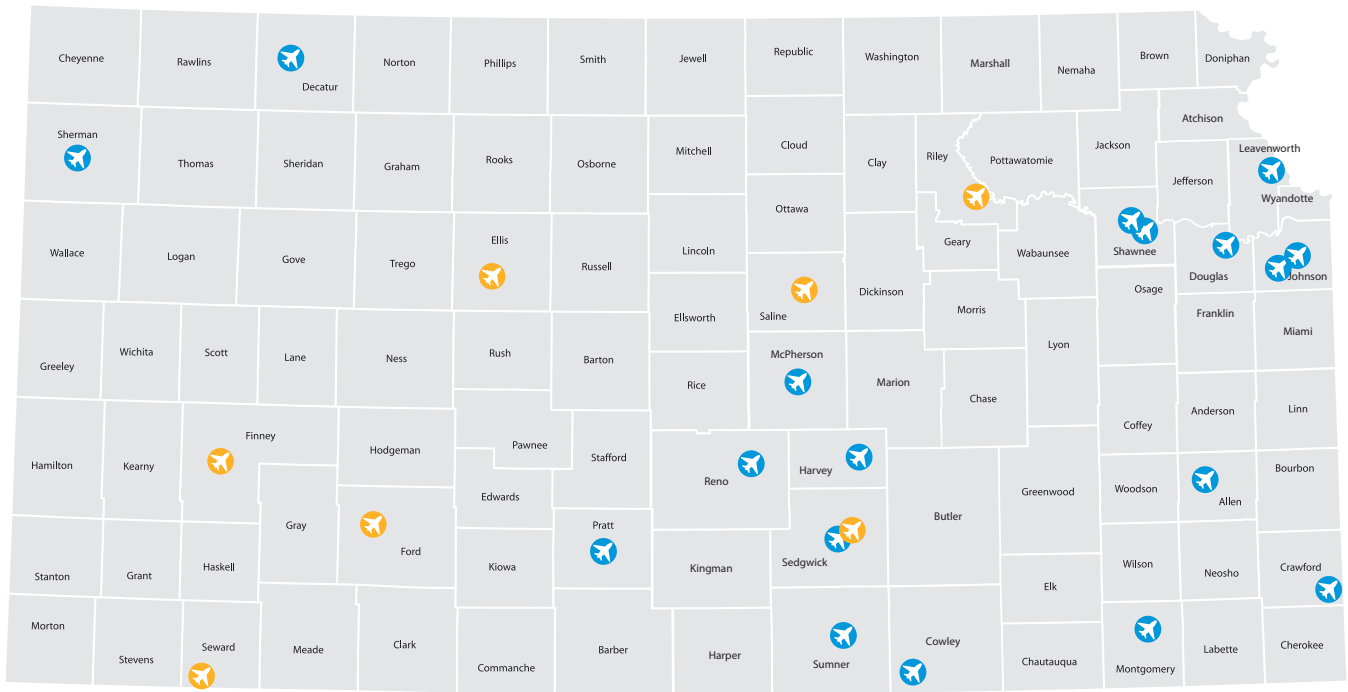 Cheyenne
Rawlins
Decatur
Norton
Phillips
Smith
Jewell
Republic
Washington
Marshall
Nemaha
Brown
Doniphan
Atchison
Sherman
Thomas
Sheridan
Graham
Rooks
Osborne
Mitchell
Cloud
Clay
Riley
Pottawatomie
Jackson
Jefferson
Leavenworth
Wyandotte
Ottawa
Wallace
Logan
Gove
Trego
Ellis
Russell
Lincoln
Saline
Dickinson
Geary
Wabaunsee
Shawnee
Douglas
Johnson
Osage
Morris
Ellsworth
Franklin
Miami
Greeley
Wichita
Scott
Lane
Ness
Rush
Barton
Rice
McPherson
Marion
Chase
Lyon
Coffey
Anderson
Linn
Hamilton
Kearny
Finney
Hodgeman
Pawnee
Stafford
Edwards
Reno
Harvey
Butler
Greenwood
Woodson
Allen
Bourbon
Stanton
Grant
Haskell
Gray
Ford
Kiowa
Pratt
Kingman
Sedgwick
Elk
Wilson
Neosho
Crawford
Morton
Stevens
Seward
Meade
Clark
Commanche
Barber
Harper
Sumner
Cowley
Chautauqua
Montgomery
Labette
Cherokee